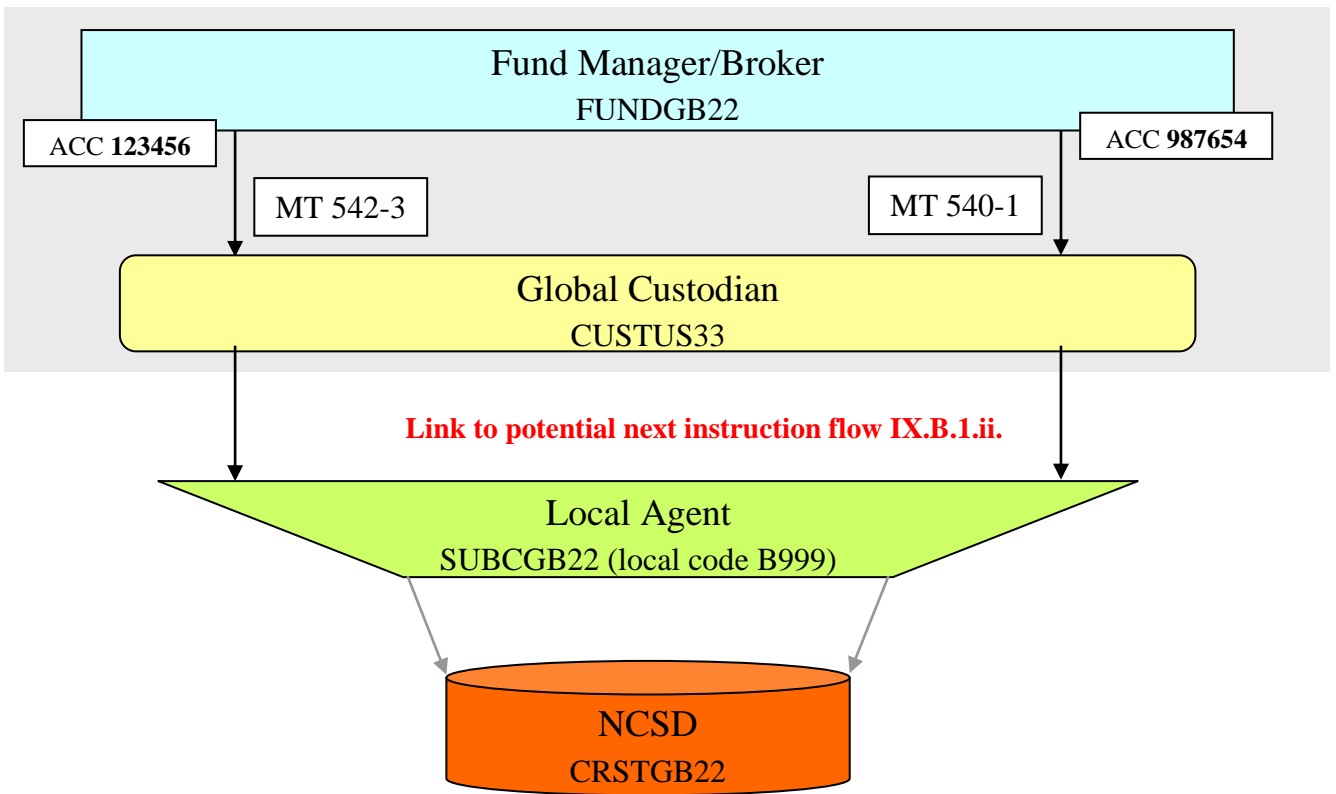 Fund Manager/Broker
FUNDGB22
ACC 123456
ACC 987654
MT 542-3
MT 540-1
Global Custodian
CUSTUS33
Link to potential next instruction flow IX.B.1.ii.
Local Agent
SUBCGB22 (local code B999)
NCSD
CRSTGB22